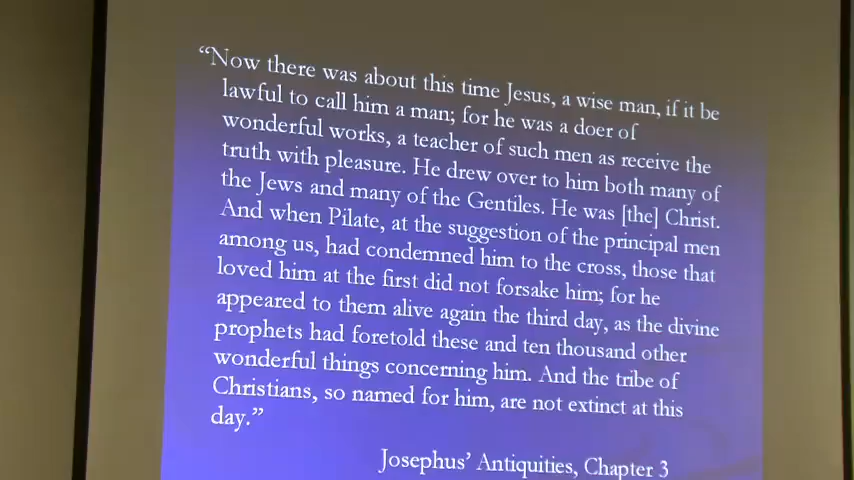 “Now there was about this time Jesus, a wise man, if it be
lawful to call him a man; for he was a doer of
wonderful works, a teacher of such men as receive the
truth with pleasure. He drew over to him both many of
the Jews and many of the Gentiles. He was [the] Christ.
And when Pilate, at the suggestion of the principal men
among us, had condemned him to the cross, those that
loved him at the first did not forsake him; for he
appeared to them alive again the third day, as the divine
prophets had foretold these and ten thousand other
wonderful things concerning him. And the tribe of
Christians, so named for him, are not extinct at this
day.”
Josephus’ Antiquities, Chapter 3